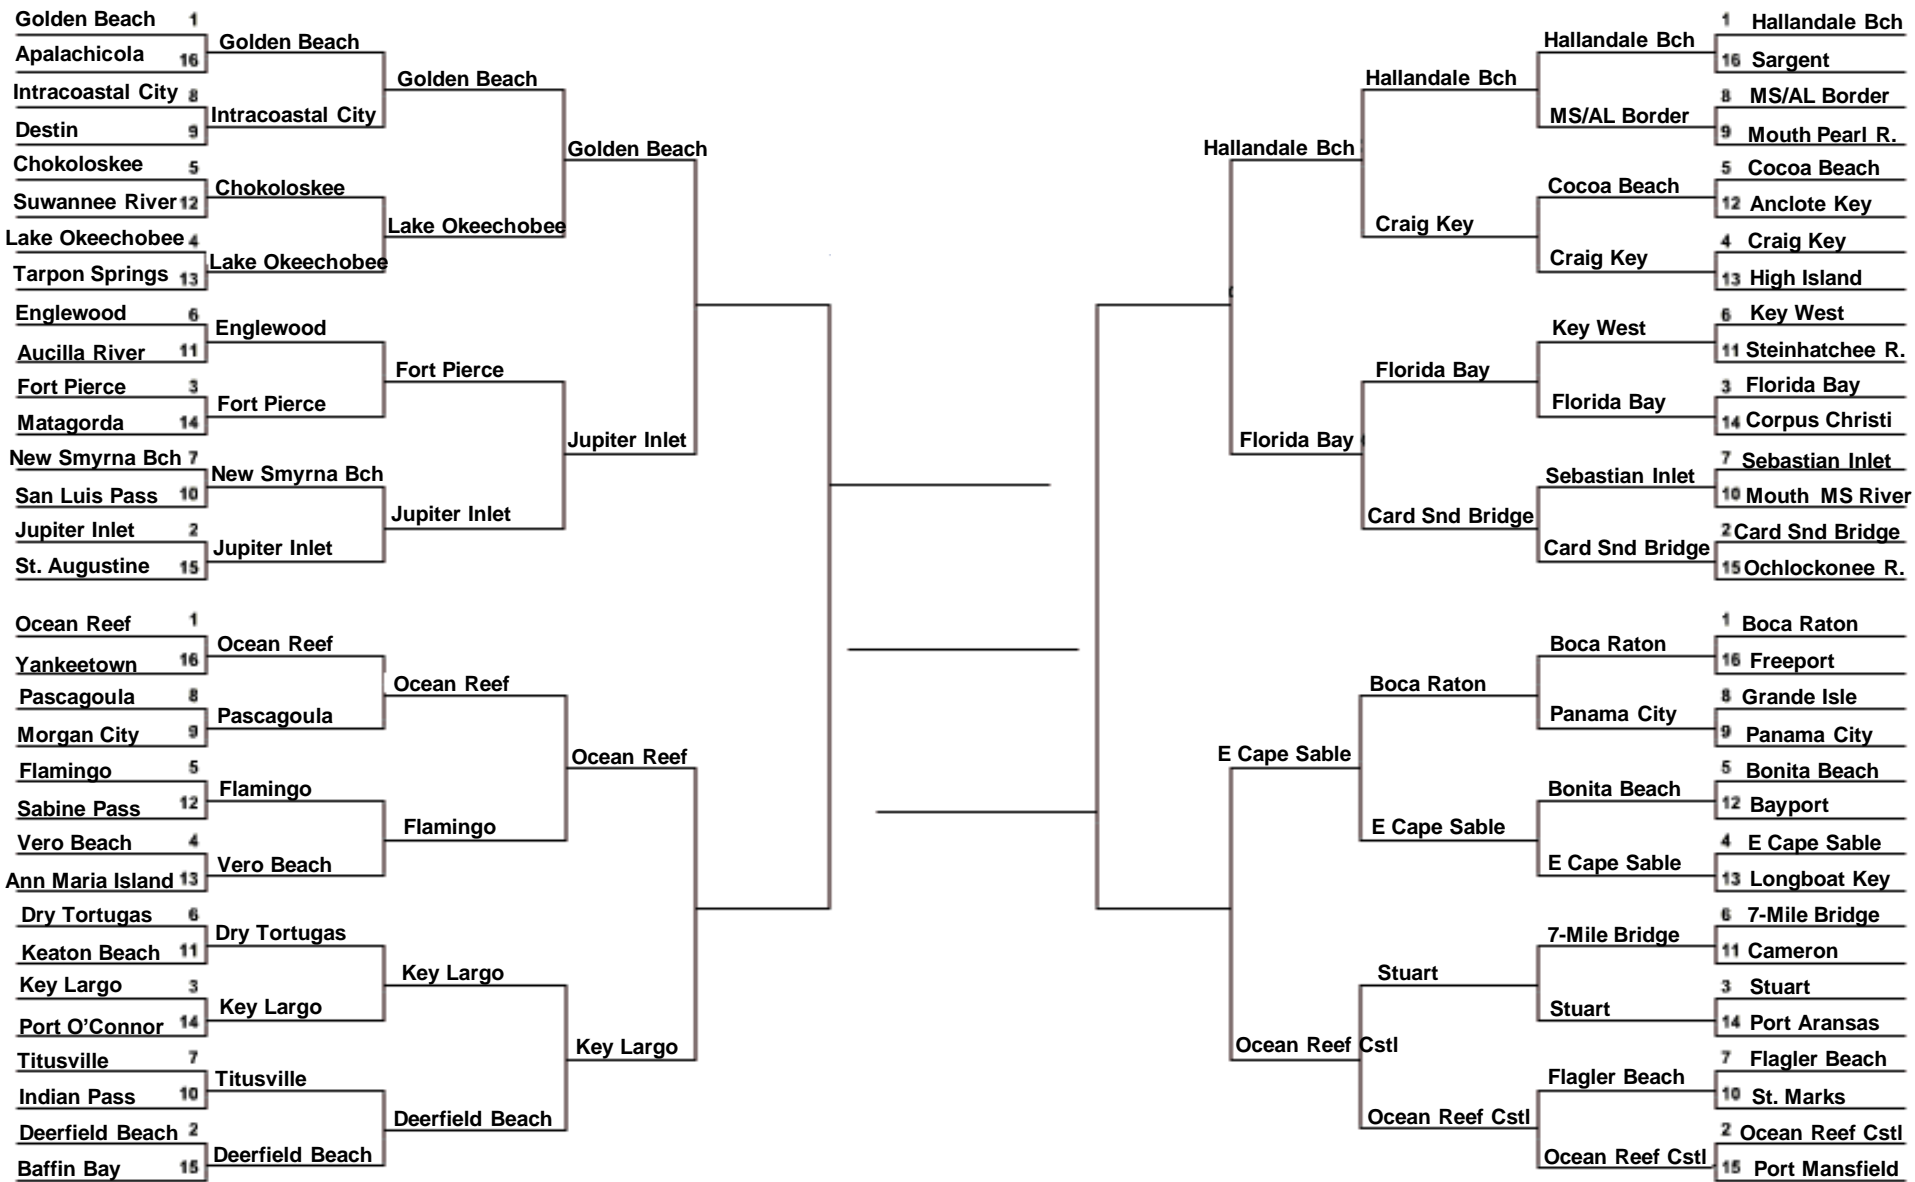 Golden Beach 1
Apalachicola 16
Intracoastal City 8
Destin 9
Chokoloskee 5
Suwannee River 12
Lake Okeechobee 4
Tarpon Springs 13
Englewood 6
Aucilla River 11
Fort Pierce 3
Matagorda 14
New Smyrna Bch 7
San Luis Pass 10
Jupiter Inlet 2
St. Augustine 15
Ocean Reef 1
Yankeetown 16
Pascagoula 8
Morgan City 9
Flamingo 5
Sabine Pass 12
Vero Beach 4
Ann Maria Island 13
Dry Tortugas 6
Keaton Beach 11
Key Largo 3
Port O’Connor 14
Titusville 7
Indian Pass 10
Deerfield Beach 2
Baffin Bay 15
Golden Beach
Intracoastal City
Chokoloskee
Lake Okeechobee
Englewood
Fort Pierce
New Smyrna Bch
Jupiter Inlet
Ocean Reef
Pascagoula
Flamingo
Vero Beach
Dry Tortugas
Key Largo
Titusville
Deerfield Beach
Golden Beach
Lake Okeechobee
Fort Pierce
Jupiter Inlet
Ocean Reef
Flamingo
Key Largo
Deerfield Beach
Golden Beach
Jupiter Inlet
Ocean Reef
Key Largo
Hallandale Bch
Florida Bay
E Cape Sable
Ocean Reef Cstl
Hallandale Bch
Craig Key
Florida Bay
Card Snd Bridge
Boca Raton
E Cape Sable
Stuart
Ocean Reef Cstl
Hallandale Bch
MS/AL Border
Cocoa Beach
Craig Key
Key West
Florida Bay
Sebastian Inlet
Card Snd Bridge
Boca Raton
Panama City
Bonita Beach
E Cape Sable
7-Mile Bridge
Stuart
Flagler Beach
Ocean Reef Cstl
1 Hallandale Bch
16 Sargent
8 MS/AL Border
9 Mouth Pearl R.
5 Cocoa Beach
12 Anclote Key
4 Craig Key
13 High Island
6 Key West
11 Steinhatchee R.
3 Florida Bay
14 Corpus Christi
7 Sebastian Inlet
10 Mouth MS River
2 Card Snd Bridge
15 Ochlockonee R.
1 Boca Raton
16 Freeport
8 Grande Isle
9 Panama City
5 Bonita Beach
12 Bayport
4 E Cape Sable
13 Longboat Key
6 7-Mile Bridge
11 Cameron
3 Stuart
14 Port Aransas
7 Flagler Beach
10 St. Marks
2 Ocean Reef Cstl
15 Port Mansfield